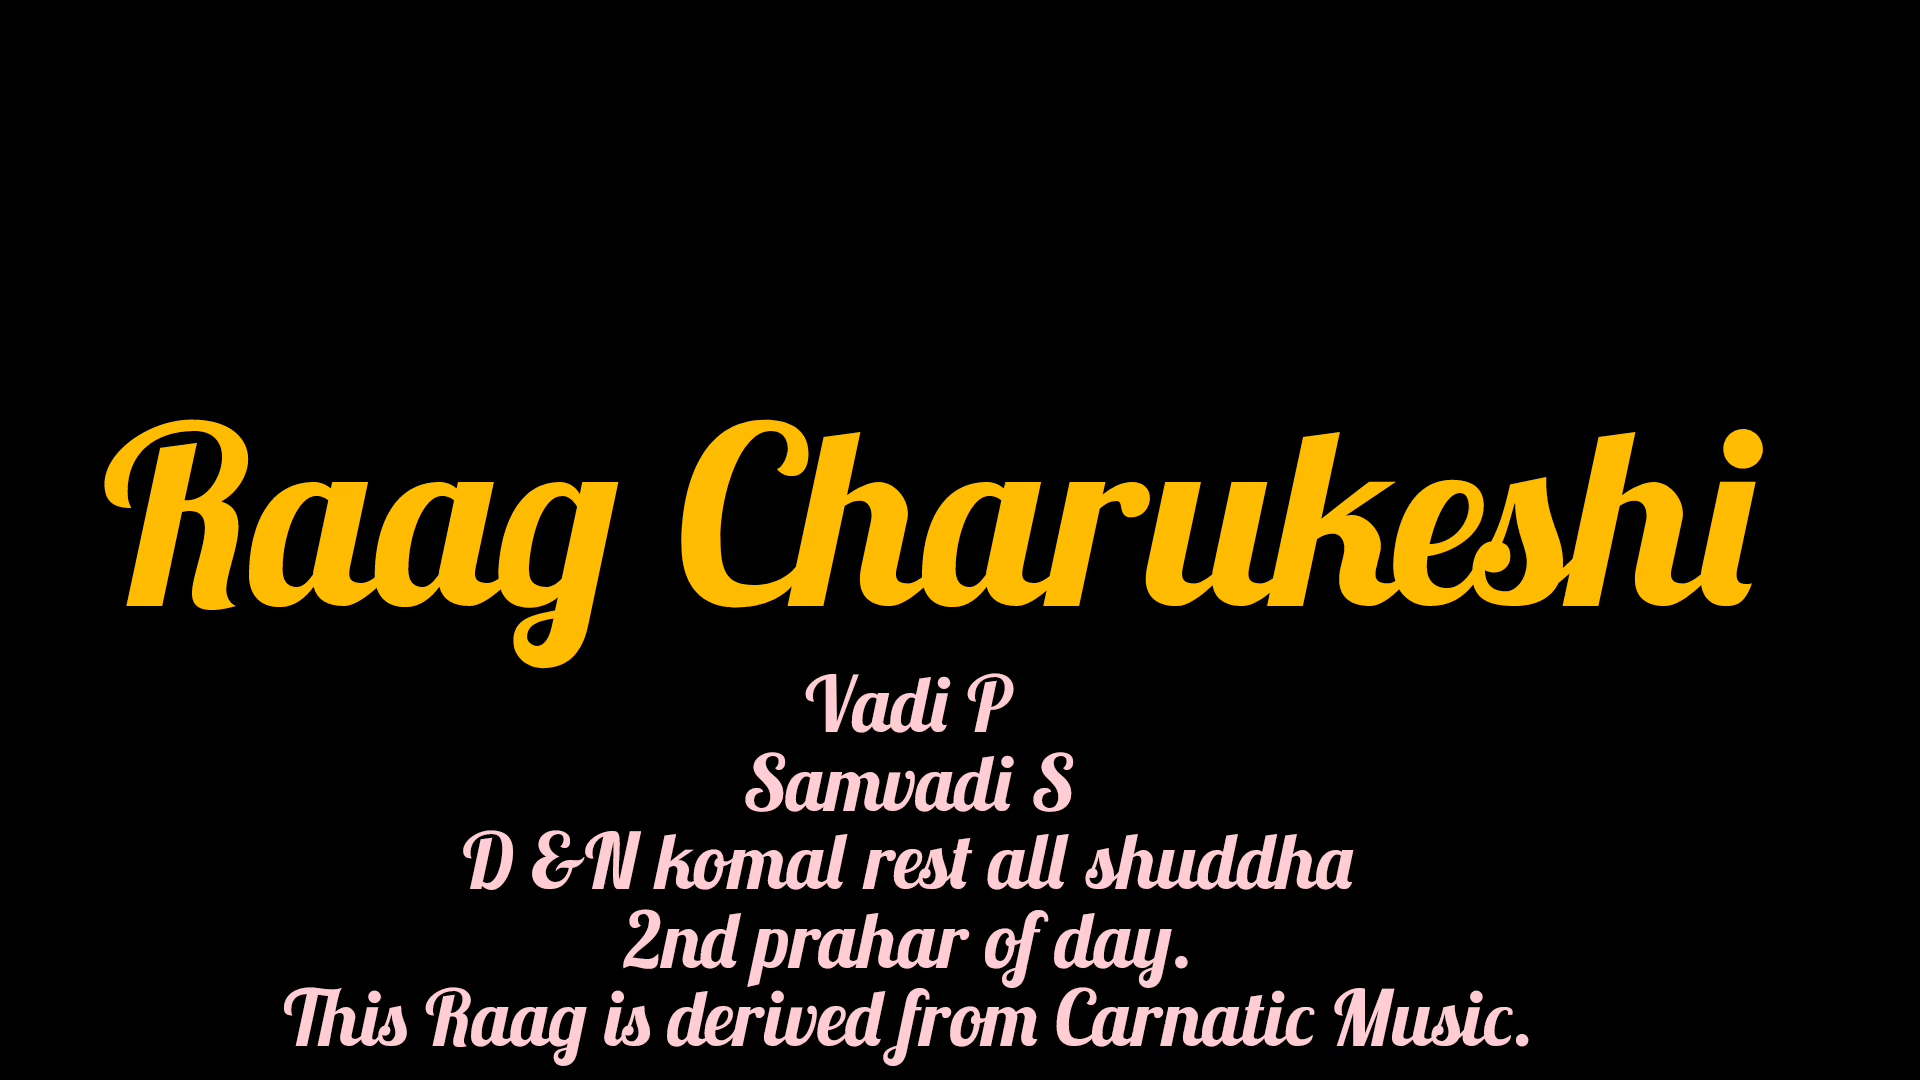 Raag Charukeshi
Vadi P
Samvadi S
D &N komal rest all shuddha
2nd prahar of day.
This Raag is derived from Carnatic Music.